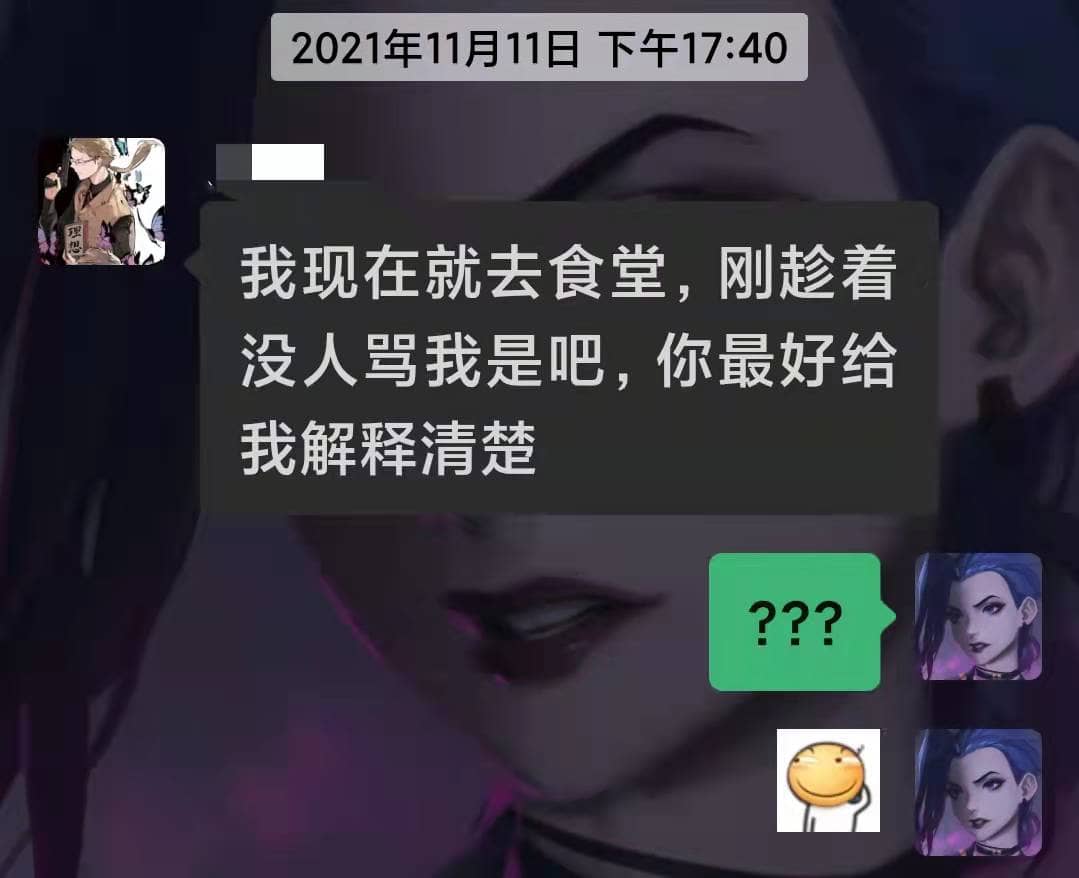 2021年11月11日 下午17:40
理想
我现在就去食堂，刚趁着
没人骂我是吧，你最好给
我解释清楚
???